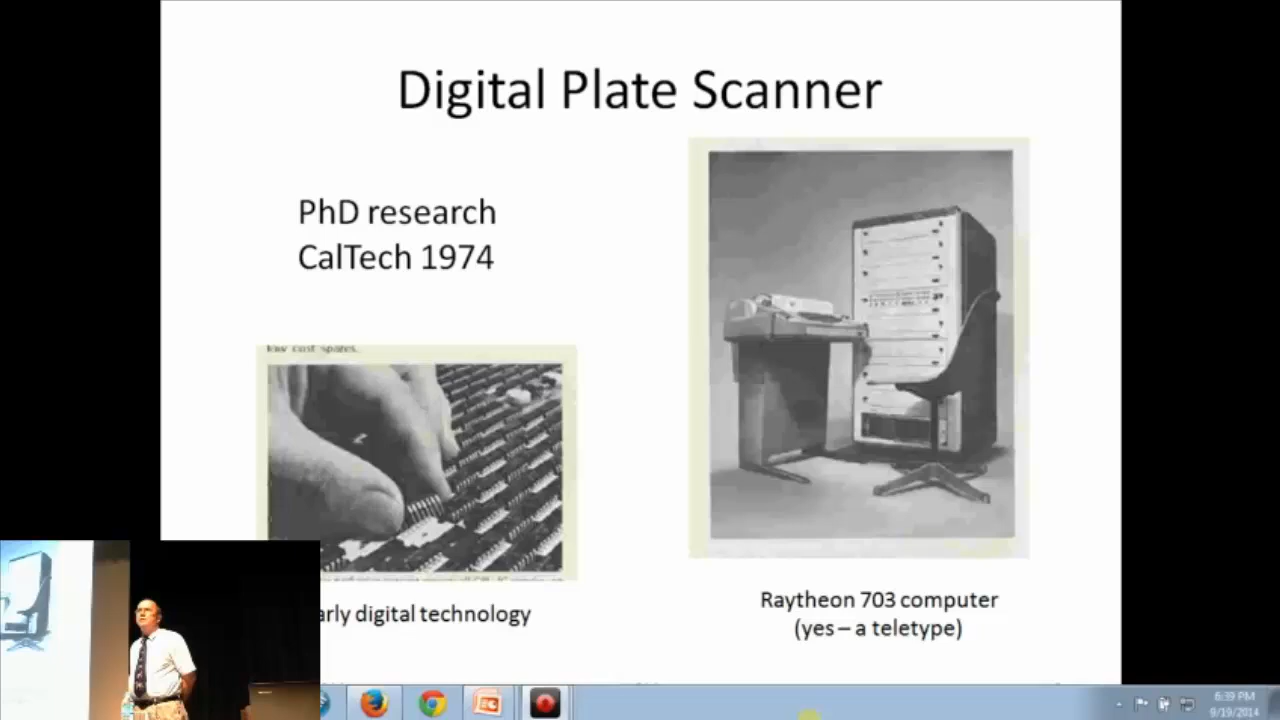 Digital Plate Scanner
PhD research
CalTech 1974
low cost spares.
arly digital technology
Raytheon 703 computer
(yes – a teletype)
6:39 PM
9/19/2014